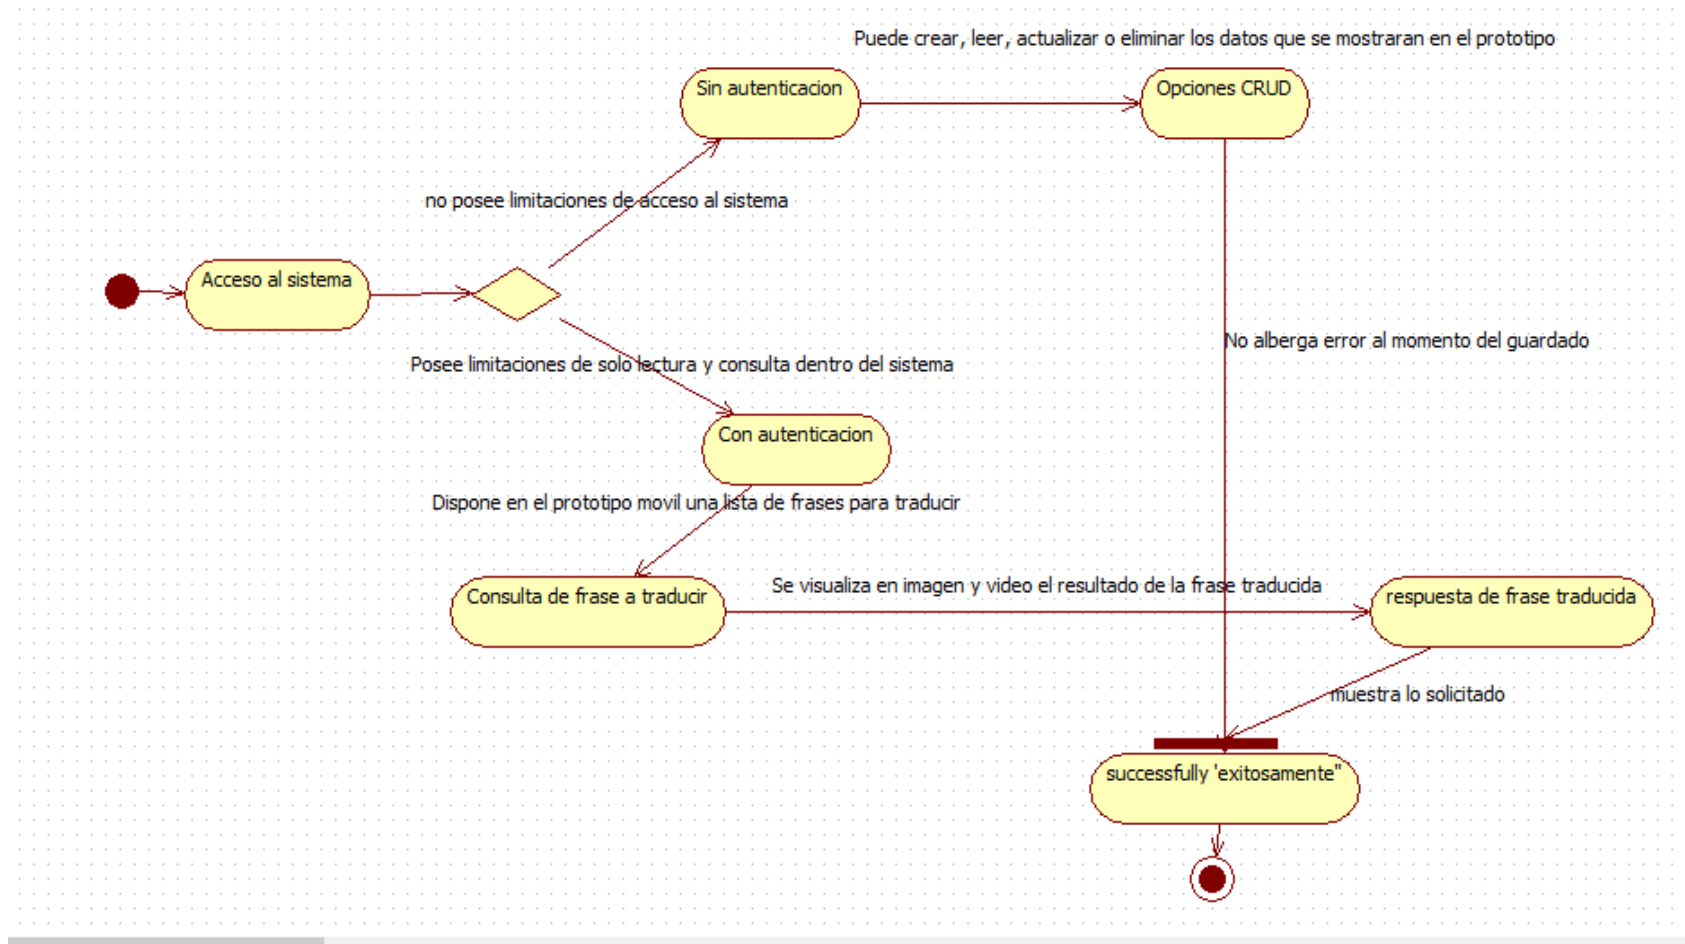 Puede crear, leer, actualizar o eliminar los datos que se mostraran en el prototipo
Sin autenticacion
Opciones CRUD
no posee limitaciones de acceso al sistema
Acceso al sistema
No alberga error al momento del guardado
Posee limitaciones de solo lectura y consulta dentro del sistema
Con autenticacion
Dispone en el prototipo movil una lista de frases para traducir
Se visualiza en imagen y video el resultado de la frase traducida
Consulta de frase a traducir
respuesta de frase traducida
muestra lo solicitado
successfully 'exitosamente"